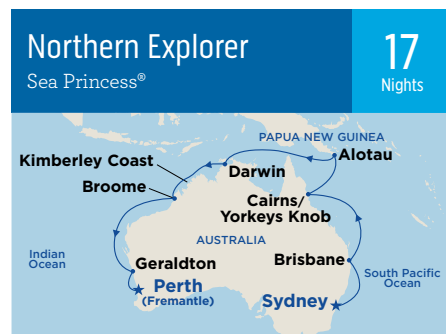 Northern Explorer
Sea Princess®
17
Nights
PAPUA NEW GUINEA
Alotau
Kimberley Coast
Darwin
Broome
Cairns/
Yorkeys Knob
AUSTRALIA
Indian
Ocean
Geraldton
Brisbane
South Pacific
Ocean
Perth
(Fremantle)
Sydney